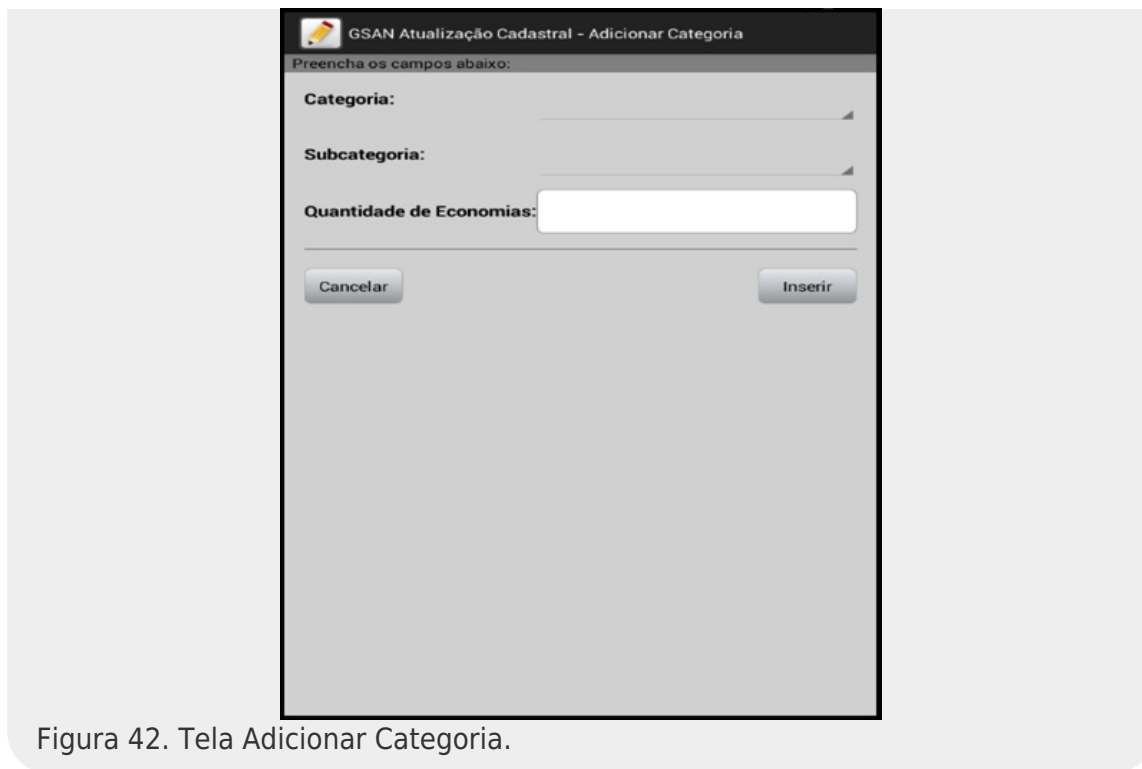 GSAN Atualização Cadastral - Adicionar Categoria
Preencha os campos abaixo:
Categoria:
Subcategoria:
Quantidade de Economias:
Cancelar Inserir
Figura 42. Tela Adicionar Categoria.